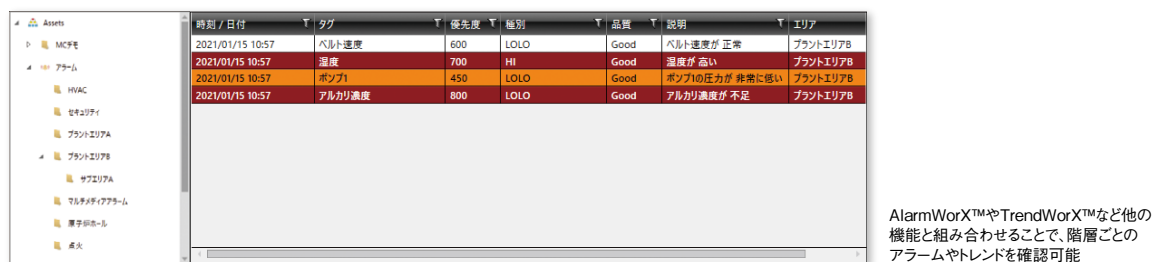 Assets
MCデモ
アラーム
HVAC
セキュリティ
プラントエリアA
プラントエリアB
サブエリアA
マルチメディアアラーム
点火
時刻 / 日付 タグ 優先度 種別 品質 説明 エリア
2021/01/15 10:57 ベルト速度 600 LOLO Good ベルト速度が 正常 プラントエリアB
2021/01/15 10:57 湿度 700 HI Good 湿度が 高い プラントエリアB
2021/01/15 10:57 ポンプ1 450 LOLO Good ポンプ1の圧力が 非常に低い プラントエリアB
2021/01/15 10:57 アルカリ濃度 800 LOLO Good アルカリ濃度が 不足 プラントエリアB
AlarmWorX™やTrendWorX™など他の
機能と組み合わせることで、階層ごとの
アラームやトレンドを確認可能